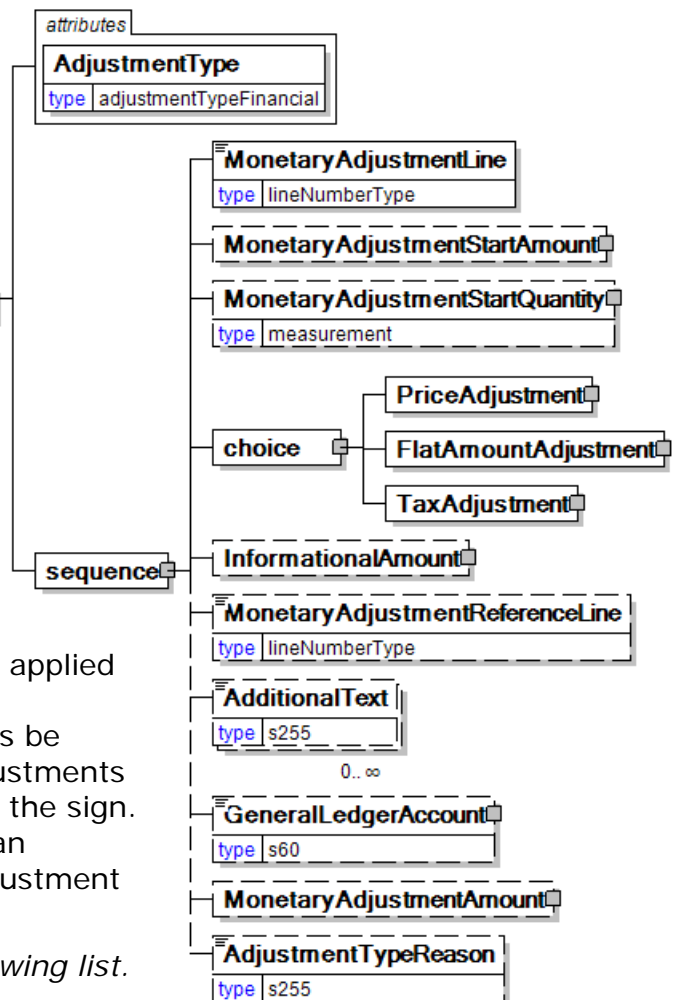 attributes
AdjustmentType
type adjustmentTypeFinancial
MonetaryAdjustmentLine
type lineNumberType
MonetaryAdjustmentStartAmount
MonetaryAdjustmentStartQuantity
type measurement
choice
PriceAdjustment
FlatAmountAdjustment
TaxAdjustment
sequence
InformationalAmount
MonetaryAdjustmentReferenceLine
type lineNumberType
AdditionalText
type s255
0.. ∞
GeneralLedgerAccount
type s60
MonetaryAdjustmentAmount
AdjustmentTypeReason
type s255
applied
s be
ustments
the sign.
an
justment
wing list.